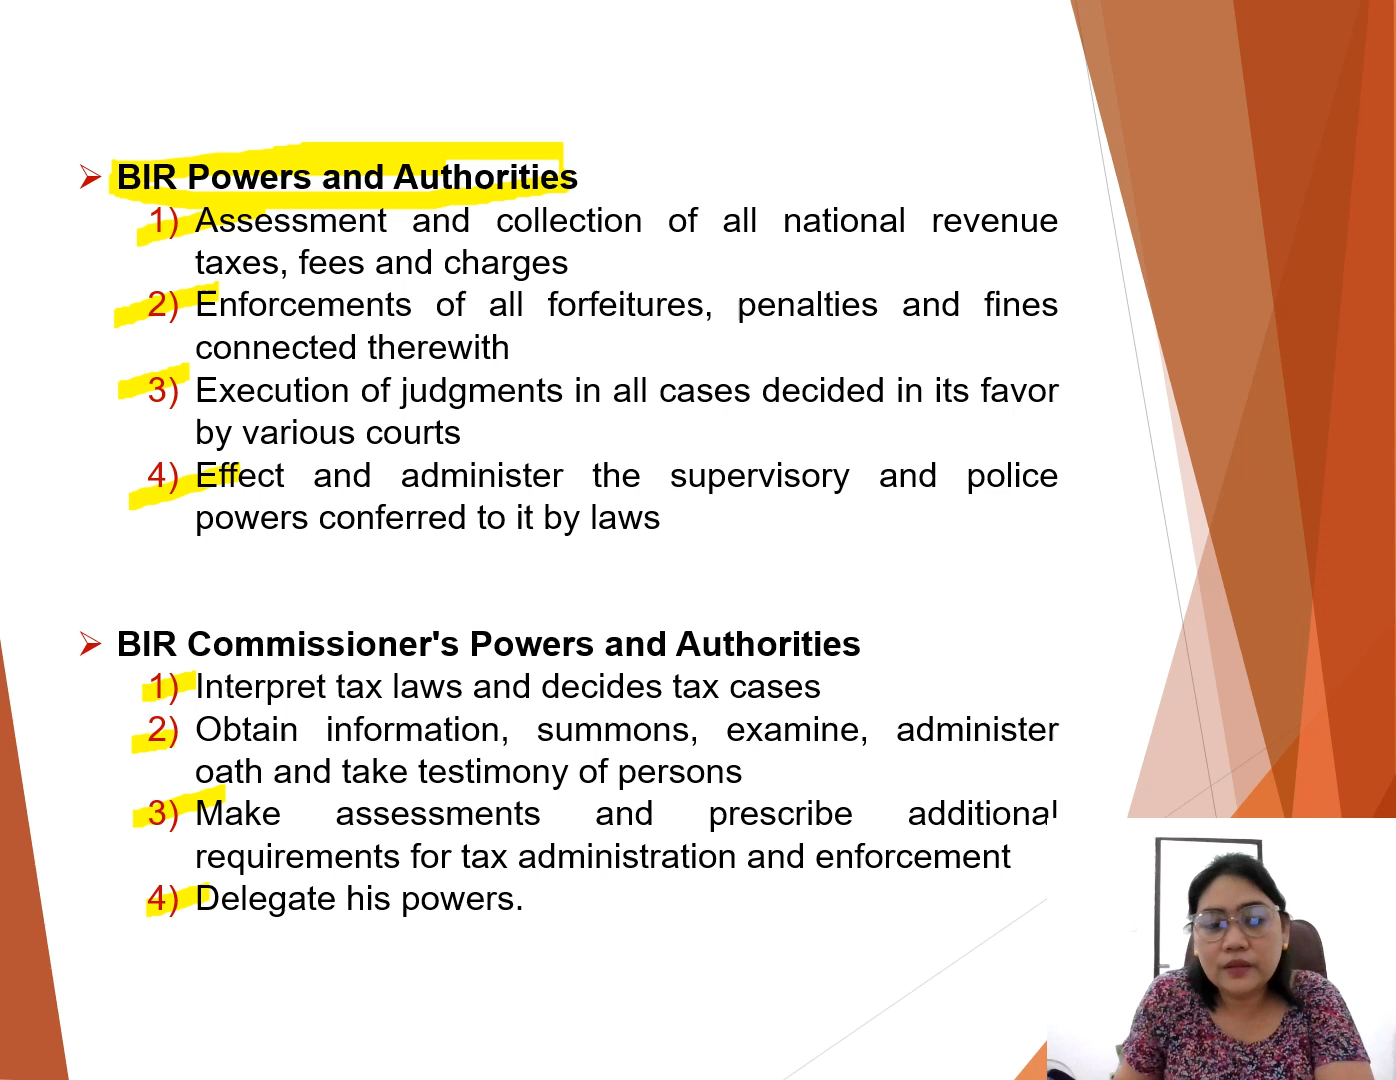 BIR Powers and Authorities
1) Assessment and collection of all national revenue
taxes, fees and charges
2) Enforcements of all forfeitures, penalties and fines
connected therewith
3) Execution of judgments in all cases decided in its favor
by various courts
4) Effect and administer the supervisory and police
powers conferred to it by laws
BIR Commissioner's Powers and Authorities
1) Interpret tax laws and decides tax cases
2) Obtain information, summons, examine, administer
oath and take testimony of persons
3) Make assessments and prescribe additional
requirements for tax administration and enforcement
4) Delegate his powers.